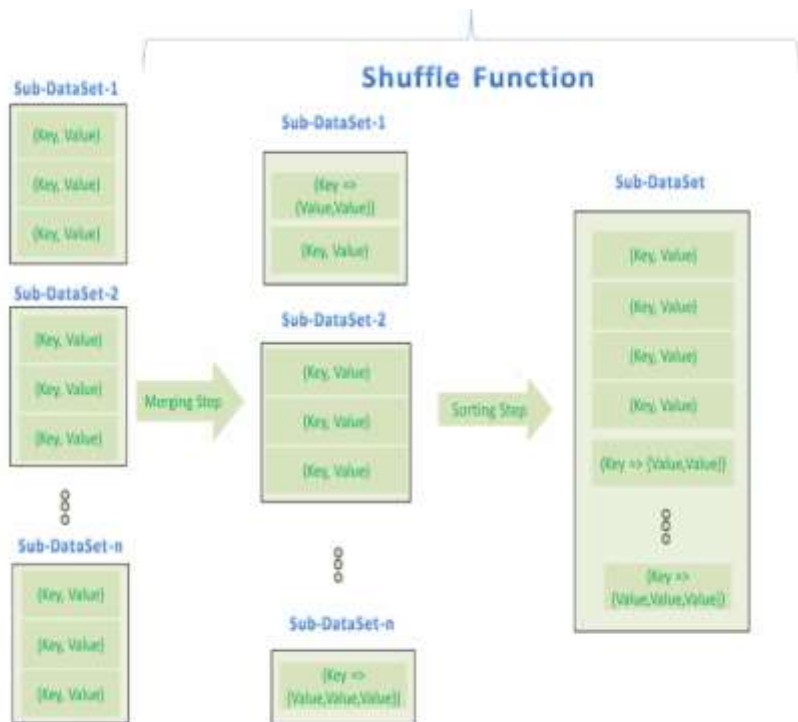 Shuffle Function
Sub-DataSet-1
(Key, Value)
(Key, Value)
(Key, Value)
Sub-DataSet-2
(Key, Value)
(Key, Value)
(Key, Value)
Sub-DataSet-n
(Key, Value)
(Key, Value)
(Key, Value)
Merging Step
Sub-DataSet-1
(Key =>
(Value,Value))
(Key, Value)
Sub-DataSet-2
(Key, Value)
(Key, Value)
(Key, Value)
Sub-DataSet-n
(Key =>
(Value,Value,Value))
Sorting Step
Sub-DataSet
(Key, Value)
(Key, Value)
(Key, Value)
(Key, Value)
(Key => (Value,Value))
(Key =>
(Value,Value,Value))